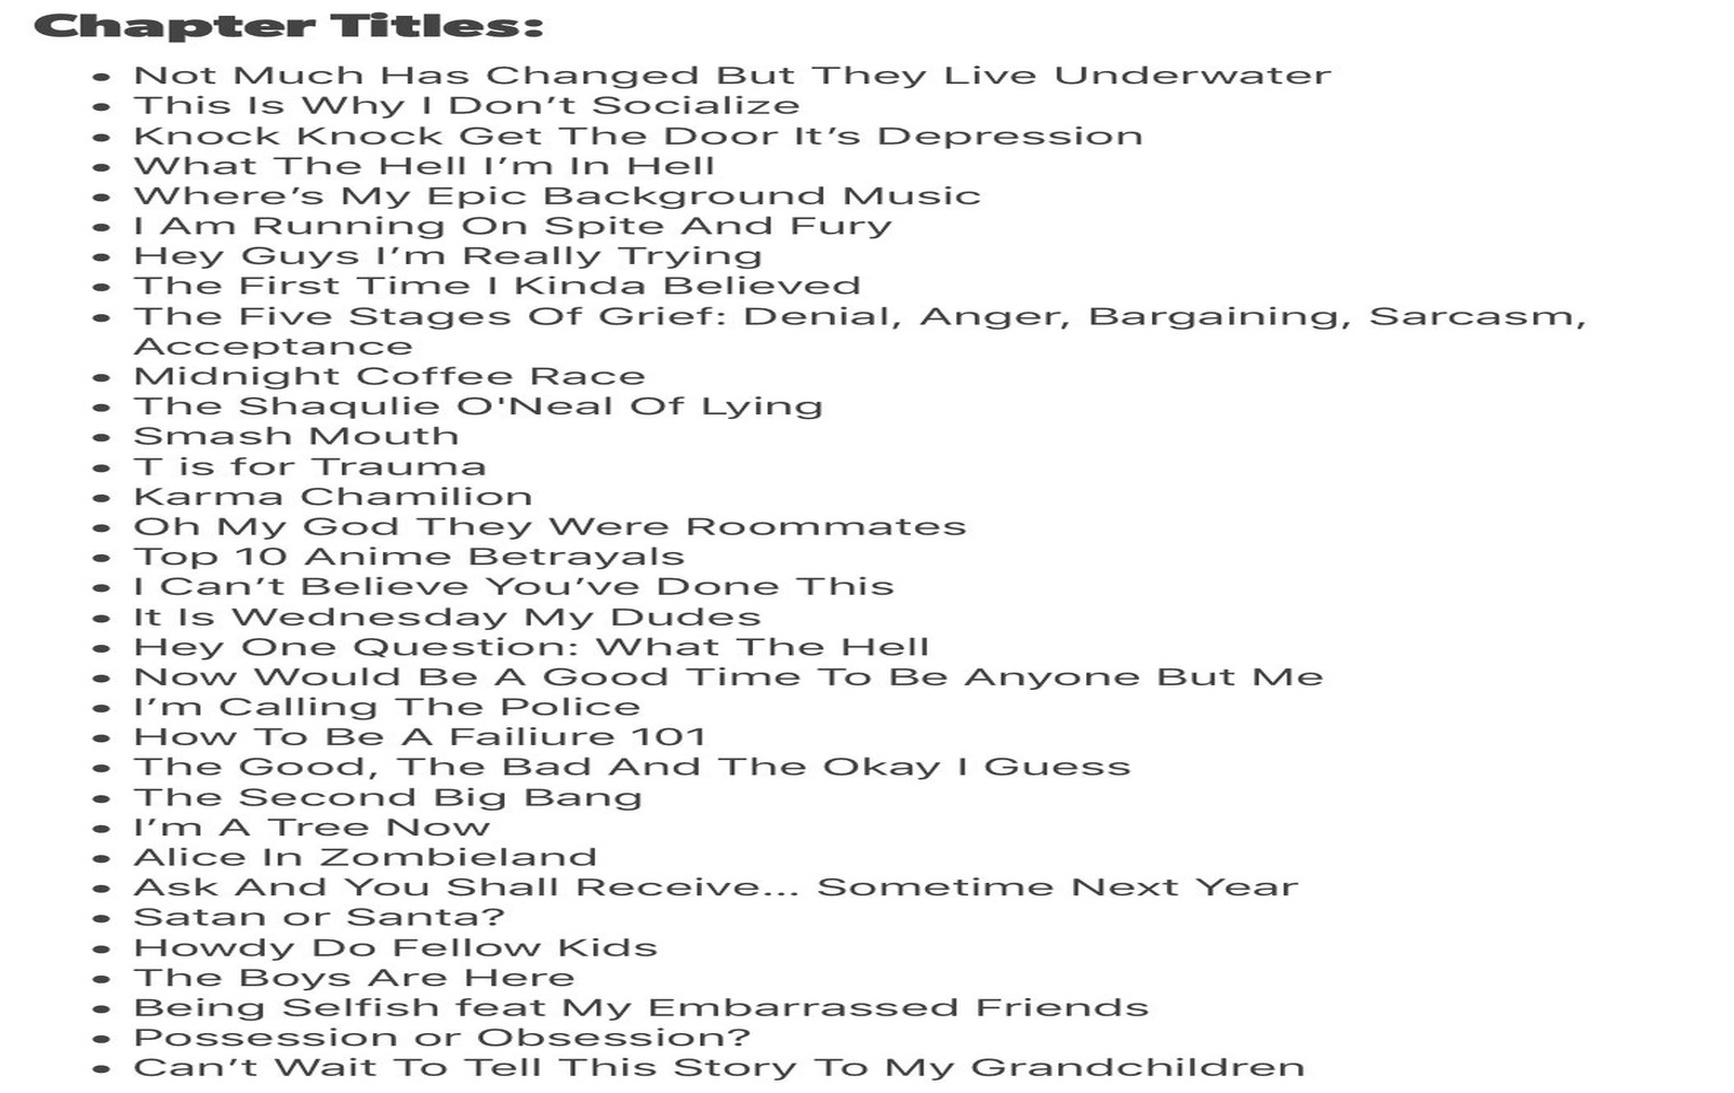 Chapter Titles:
• Not Much Has Changed But They Live Underwater
• This Is Why I Don’t Socialize
• Knock Knock Get The Door It’s Depression
• What The Hell I’m In Hell
• Where’s My Epic Background Music
• I Am Running On Spite And Fury
• Hey Guys I’m Really Trying
• The First Time I Kinda Believed
• The Five Stages Of Grief: Denial, Anger, Bargaining, Sarcasm,
Acceptance
• Midnight Coffee Race
• The Shaqulie O'Neal Of Lying
• Smash Mouth
• T is for Trauma
• Karma Chamilion
• Oh My God They Were Roommates
• Top 10 Anime Betrayals
• I Can’t Believe You’ve Done This
• It Is Wednesday My Dudes
• Hey One Question: What The Hell
• Now Would Be A Good Time To Be Anyone But Me
• I’m Calling The Police
• How To Be A Failiure 101
• The Good, The Bad And The Okay I Guess
• The Second Big Bang
• I’m A Tree Now
• Alice In Zombieland
• Ask And You Shall Receive... Sometime Next Year
• Satan or Santa?
• Howdy Do Fellow Kids
• The Boys Are Here
• Being Selfish feat My Embarrassed Friends
• Possession or Obsession?
• Can’t Wait To Tell This Story To My Grandchildren